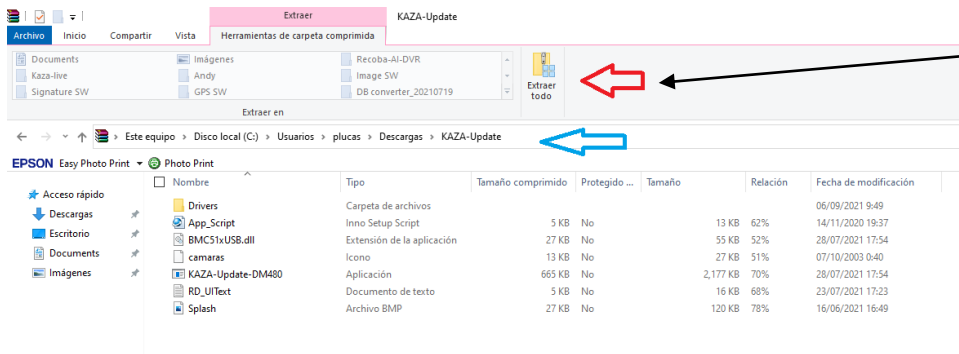 Extraer KAZA-Update
Archivo Inicio Compartir Vista Herramientas de carpeta comprimida
Documents Imágenes Recoba-AI-DVR
Kaza-live Andy Image SW
Signature SW GPS SW DB converter_20210719
Extraer todo
Extraer en
Este equipo > Disco local (C:) > Usuarios > plucas > Descargas > KAZA-Update
EPSON Easy Photo Print Photo Print
Nombre Tipo Tamaño comprimido Protegido ... Tamaño Relación Fecha de modificación
Acceso rápido
Descargas
Escritorio
Documents
Imágenes
Drivers Carpeta de archivos 06/09/2021 9:49
App_Script Inno Setup Script 5 KB No 13 KB 62% 14/11/2020 19:37
BMC51xUSB.dll Extensión de la aplicación 27 KB No 55 KB 52% 28/07/2021 17:54
camaras Icono 13 KB No 27 KB 51% 07/10/2003 0:40
KAZA-Update-DM480 Aplicación 665 KB No 2,177 KB 70% 28/07/2021 17:54
RD_UIText Documento de texto 5 KB No 16 KB 68% 23/07/2021 17:23
Splash Archivo BMP 27 KB No 120 KB 78% 16/06/2021 16:49